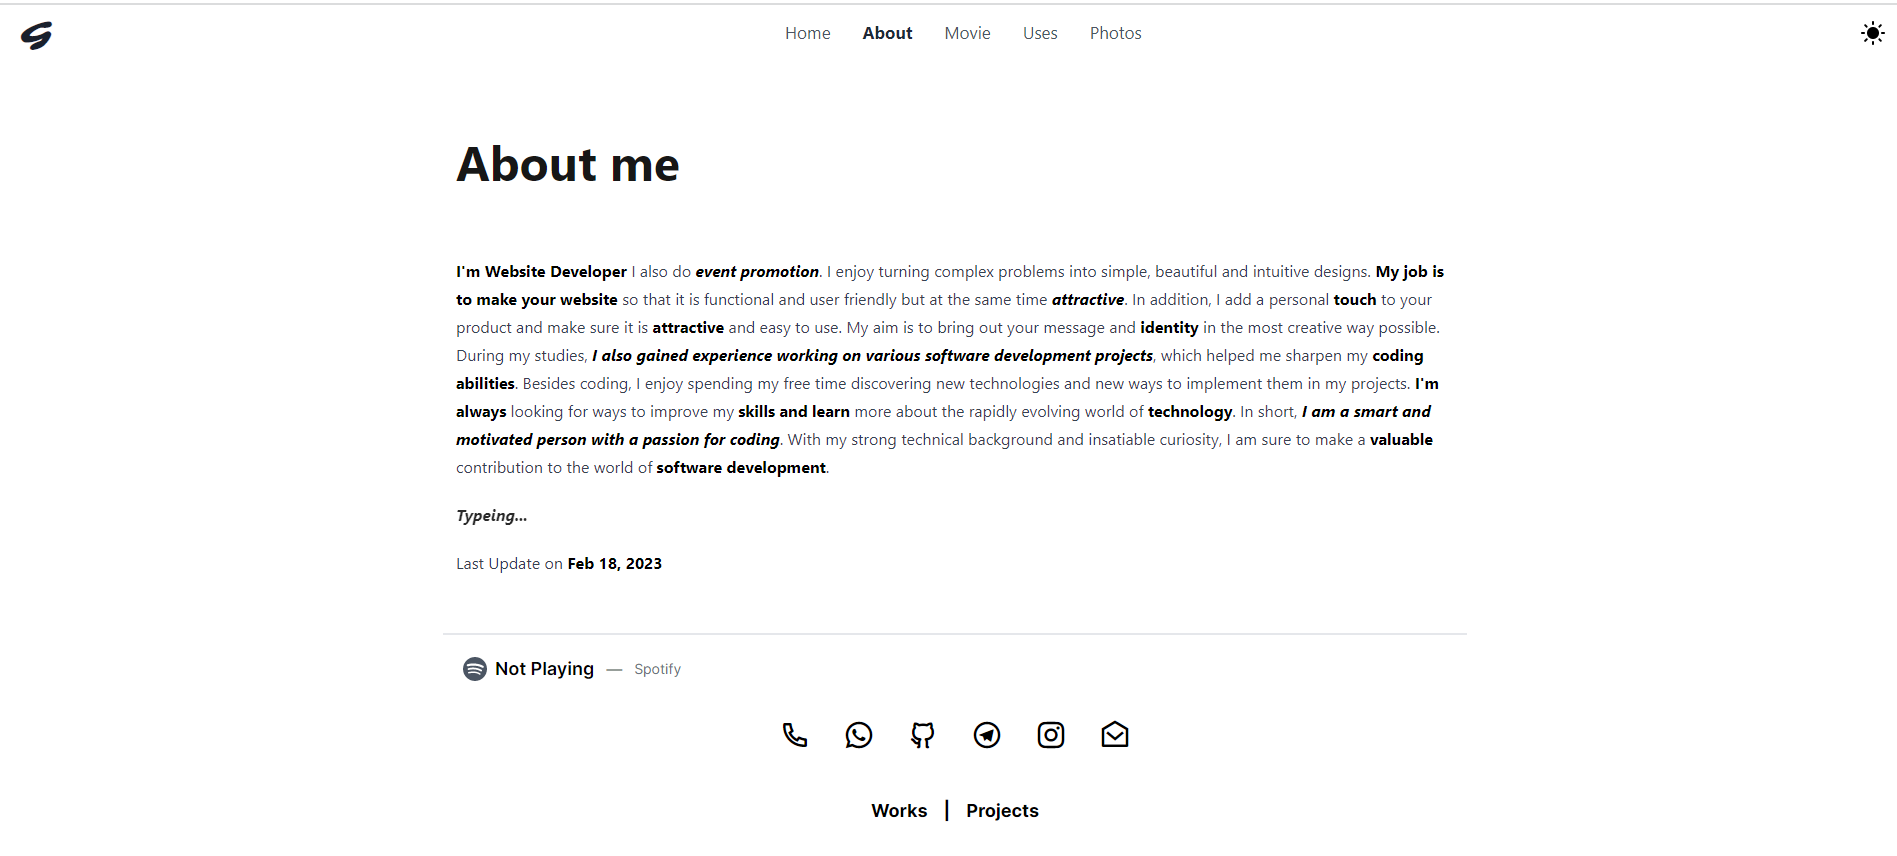 Home About Movie Uses Photos
About me
I'm Website Developer I also do event promotion. I enjoy turning complex problems into simple, beautiful and intuitive designs. My job is
to make your website so that it is functional and user friendly but at the same time attractive. In addition, I add a personal touch to your
product and make sure it is attractive and easy to use. My aim is to bring out your message and identity in the most creative way possible.
During my studies, I also gained experience working on various software development projects, which helped me sharpen my coding
abilities. Besides coding, I enjoy spending my free time discovering new technologies and new ways to implement them in my projects. I'm
always looking for ways to improve my skills and learn more about the rapidly evolving world of technology. In short, I am a smart and
motivated person with a passion for coding. With my strong technical background and insatiable curiosity, I am sure to make a valuable
contribution to the world of software development.
Typeing...
Last Update on Feb 18, 2023
Not Playing — Spotify
Works | Projects